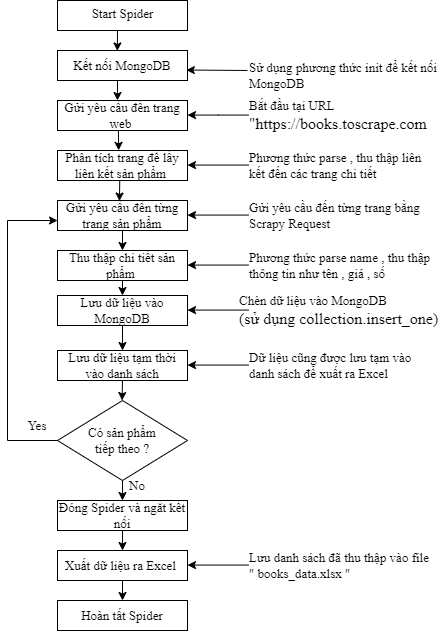 Start Spider
Kết nối MongoDB
Sử dụng phương thức init để kết nối
MongoDB
Gửi yêu cầu đến trang
web
Bắt đầu tại URL
"https://books.toscrape.com
Phân tích trang để lấy
liên kết sản phẩm
Phương thức parse , thu thập liên
kết đến các trang chi tiết
Gửi yêu cầu đến từng
trang sản phẩm
Gửi yêu cầu đến từng trang bằng
Scrapy Request
Thu thập chi tiết sản
phẩm
Phương thức parse name , thu thập
thông tin như tên , giá , số
Lưu dữ liệu vào
MongoDB
Chèn dữ liệu vào MongoDB
(sử dụng collection.insert_one)
Lưu dữ liệu tạm thời
vào danh sách
Dữ liệu cũng được lưu tạm vào
danh sách để xuất ra Excel
Yes
Có sản phẩm
tiếp theo ?
No
Đóng Spider và ngăt kêt
nối
Xuất dữ liệu ra Excel
Lưu danh sách đã thu thập vào file
" books_data.xlsx "
Hoàn tất Spider